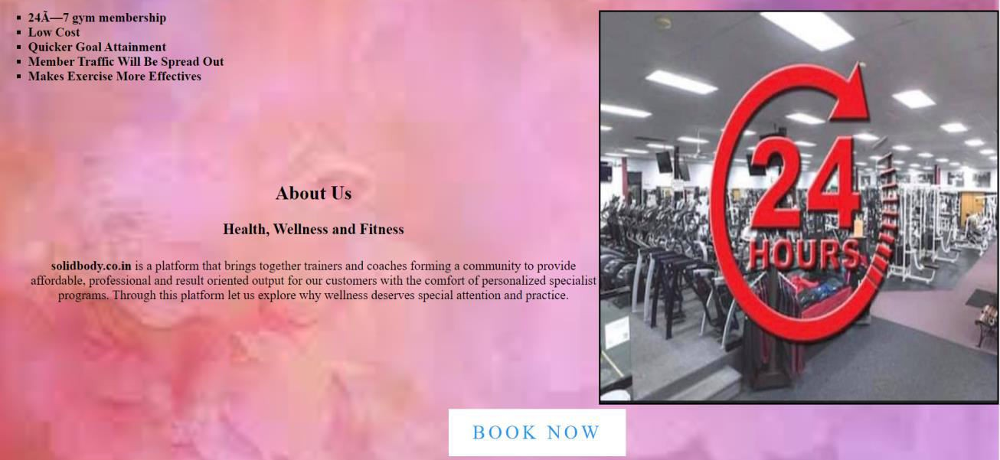 24Ã—7 gym membership
Low Cost
Quicker Goal Attainment
Member Traffic Will Be Spread Out
Makes Exercise More Effectives
About Us
Health, Wellness and Fitness
solidbody.co.in is a platform that brings together trainers and coaches forming a community to provide
affordable, professional and result oriented output for our customers with the comfort of personalized specialist
programs. Through this platform let us explore why wellness deserves special attention and practice.
24
HOURS
BOOK NOW